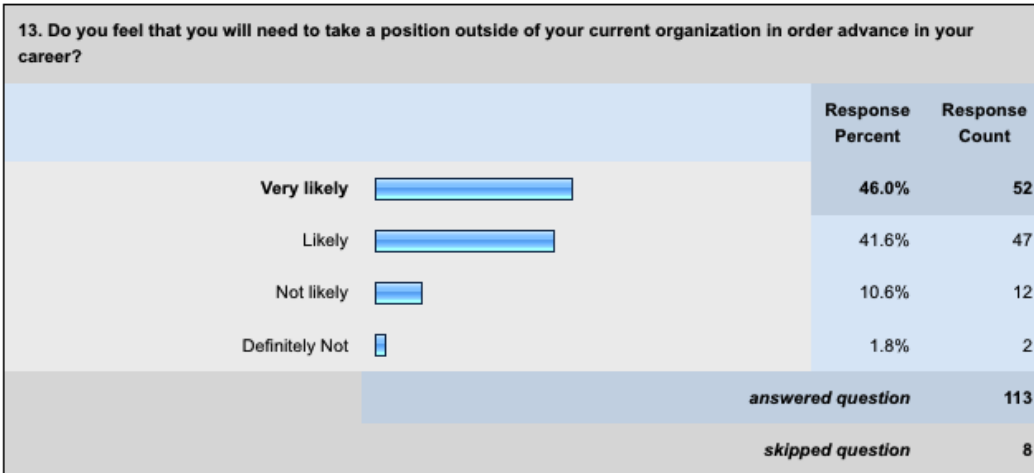 13. Do you feel that you will need to take a position outside of your current organization in order advance in your
career?
Response Percent Response Count
Very likely 46.0% 52
Likely 41.6% 47
Not likely 10.6% 12
Definitely Not 1.8% 2
answered question 113
skipped question 8